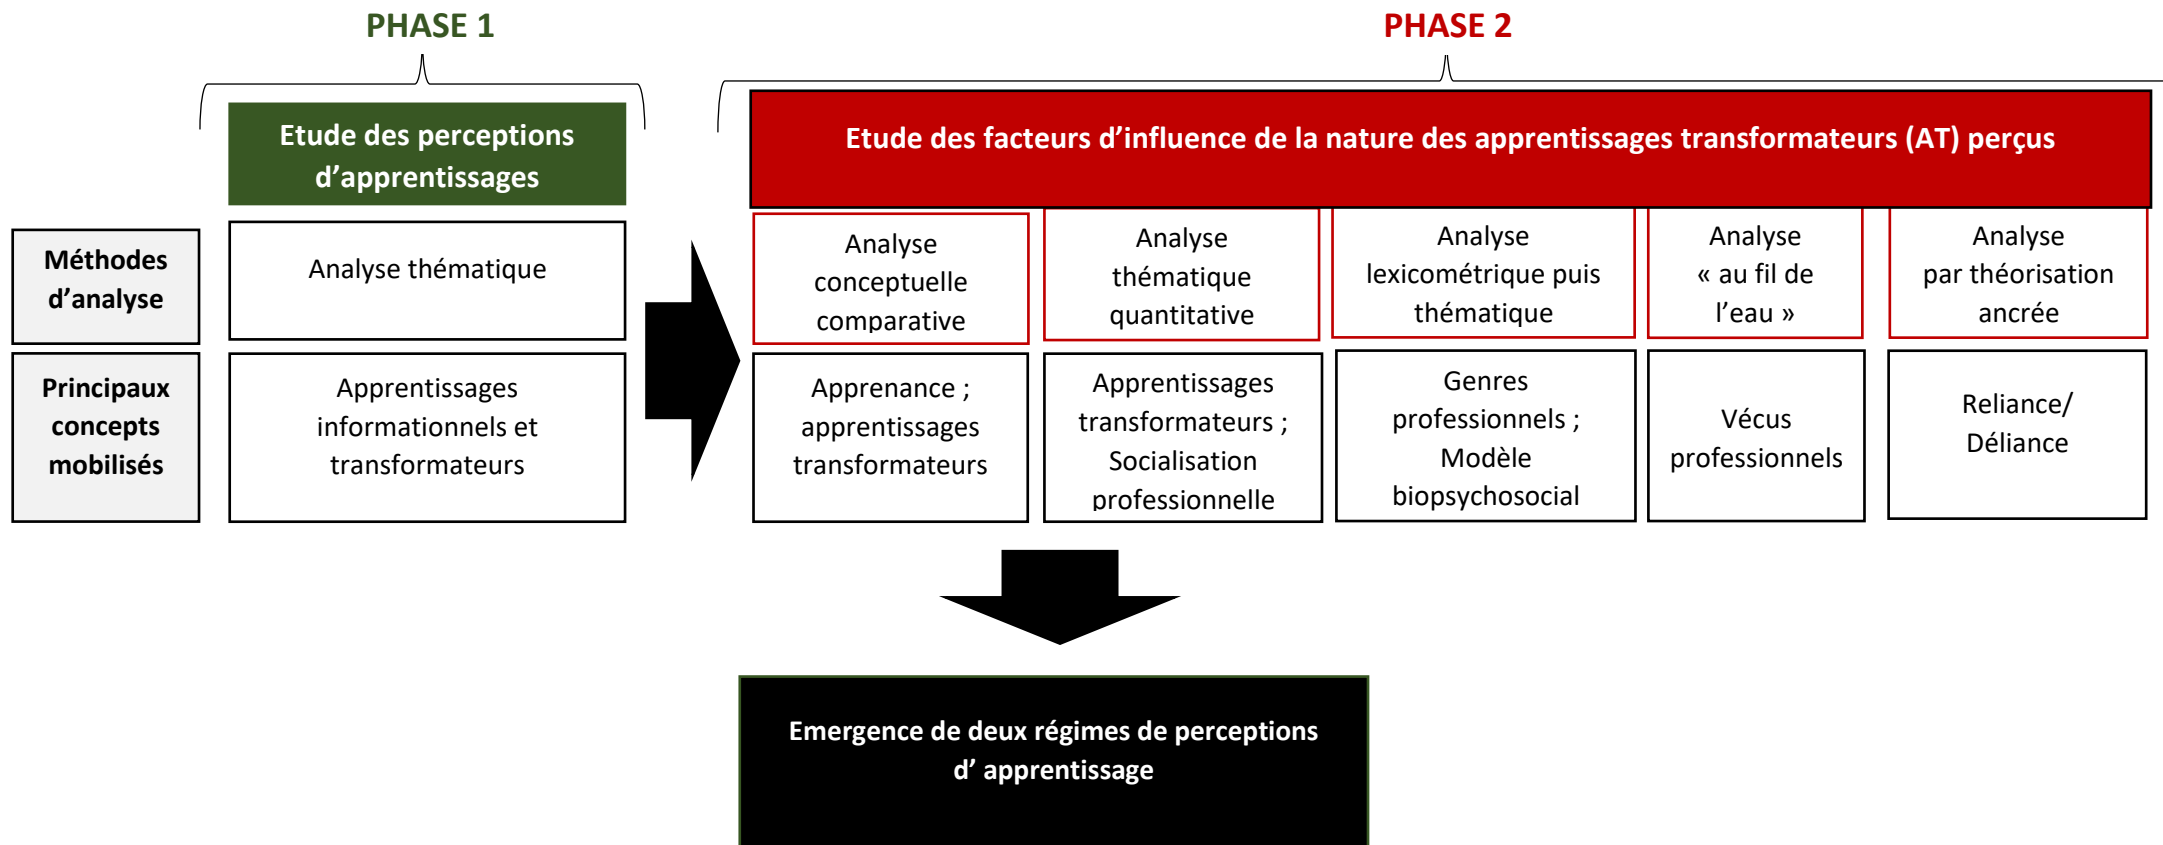 PHASE 1
PHASE 2
Etude des perceptions
d'apprentissages
Etude des facteurs d'influence de la nature des apprentissages transformateurs (AT) perçus
Méthodes
d'analyse
Analyse thématique
Analyse
conceptuelle
comparative
Analyse
thématique
quantitative
Analyse
lexicométrique puis
thématique
Analyse
« au fil de
l'eau »
Analyse
par théorisation
ancrée
Principaux
concepts
mobilisés
Apprentissages
informationnels et
transformateurs
Apprenance ;
apprentissages
transformateurs
Apprentissages
transformateurs ;
Socialisation
professionnelle
Genres
professionnels ;
Modèle
biopsychosocial
Vécus
professionnels
Reliance/
Déliance
Emergence de deux régimes de perceptions
d' apprentissage